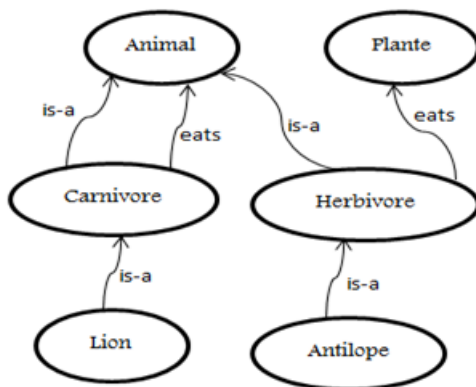 Animal
Plante
is-a
eats
is-a
eats
Carnivore
Herbivore
is-a
is-a
Lion
Antilope